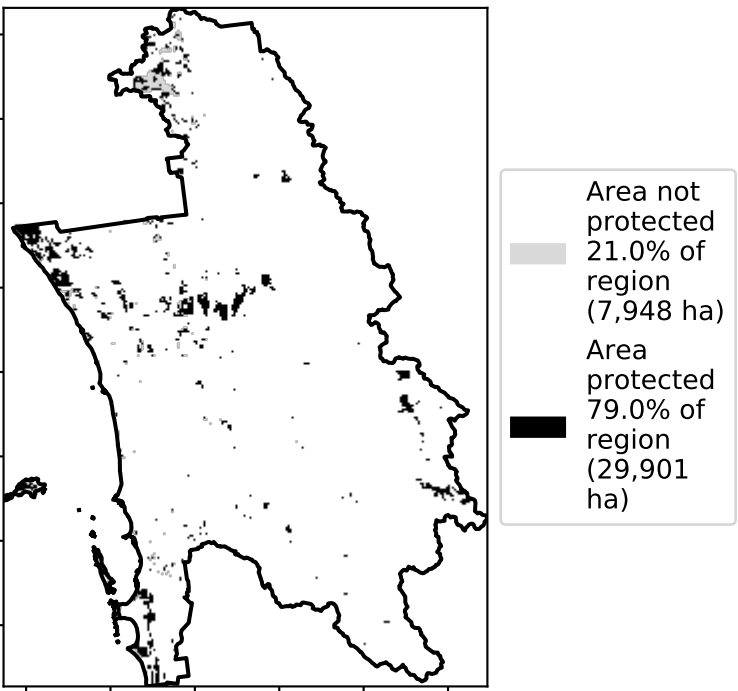 Area not
protected
21.0% of
region
(7,948 ha)
Area
protected
79.0% of
region
(29,901
ha)